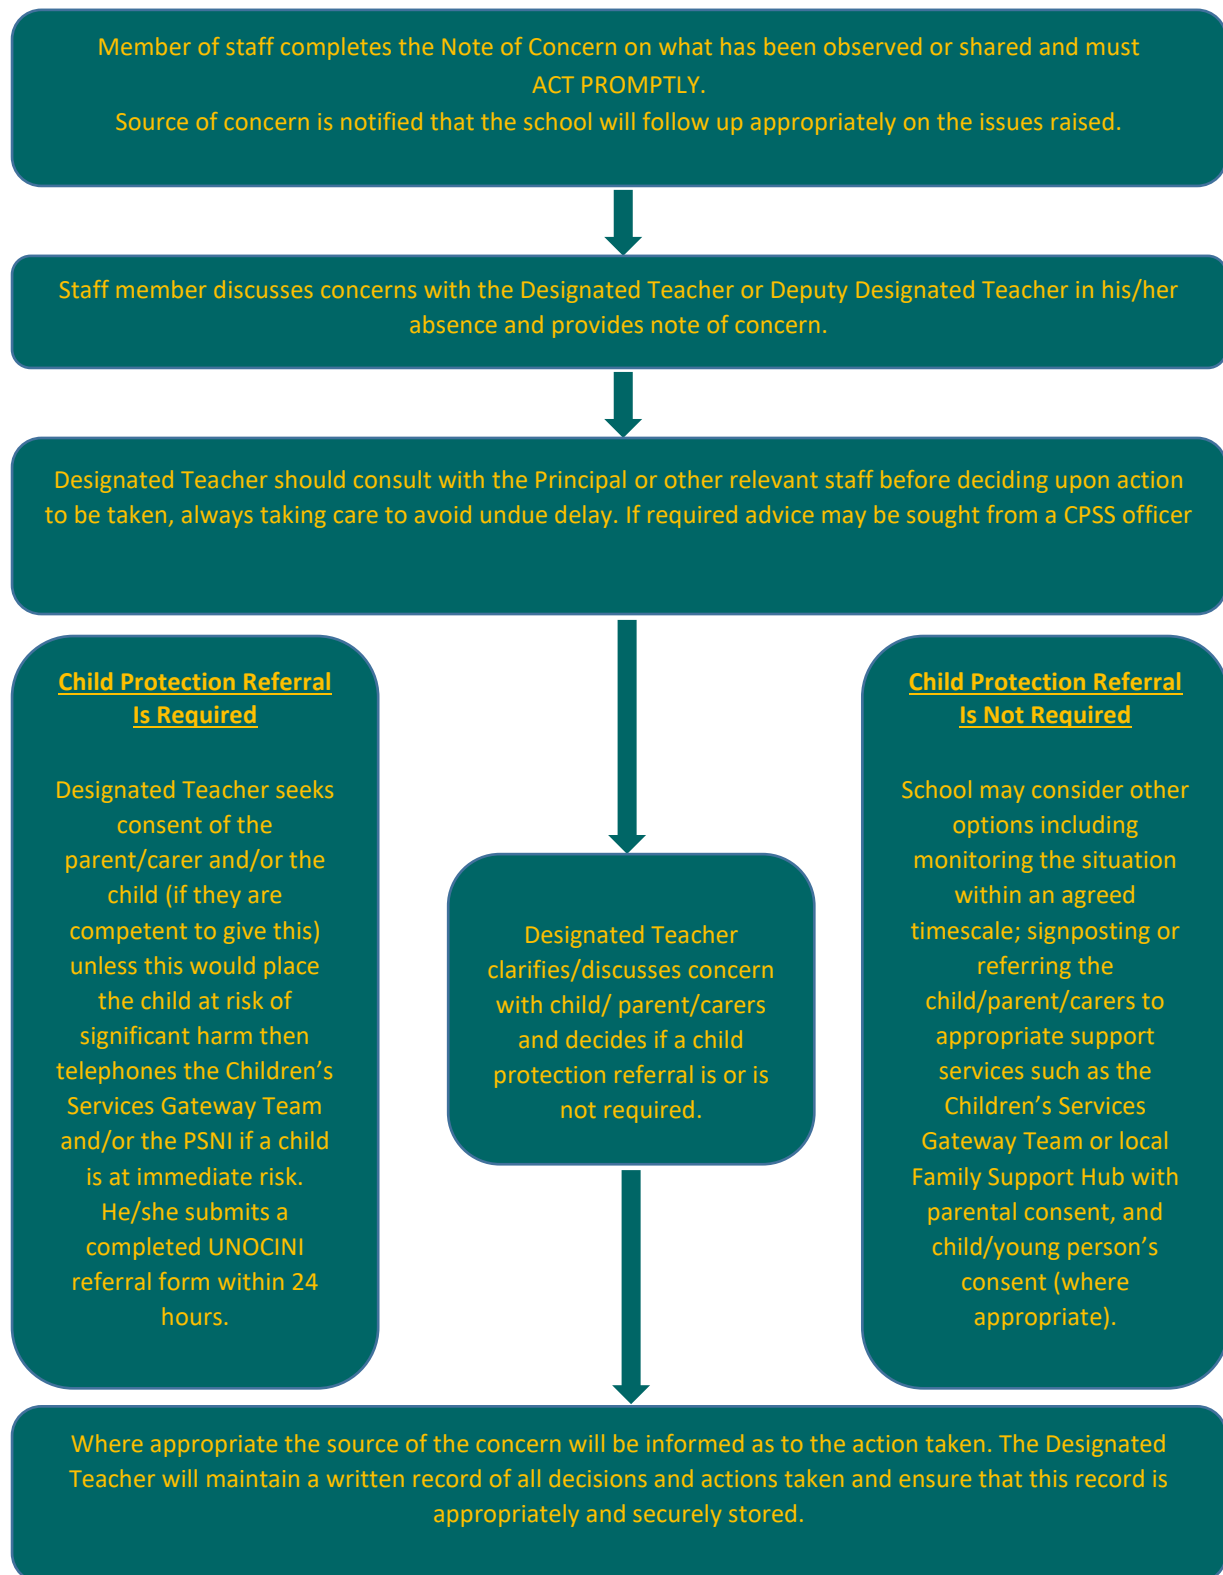 Member of staff completes the Note of Concern on what has been observed or shared and must
ACT PROMPTLY.
Source of concern is notified that the school will follow up appropriately on the issues raised.
Staff member discusses concerns with the Designated Teacher or Deputy Designated Teacher in his/her
absence and provides note of concern.
Designated Teacher should consult with the Principal or other relevant staff before deciding upon action
to be taken, always taking care to avoid undue delay. If required advice may be sought from a CPSS officer
Child Protection Referral
Is Required
Designated Teacher seeks
consent of the
parent/carer and/or the
child (if they are
competent to give this)
unless this would place
the child at risk of
significant harm then
telephones the Children’s
Services Gateway Team
and/or the PSNI if a child
is at immediate risk.
He/she submits a
completed UNOCINI
referral form within 24
hours.
Designated Teacher
clarifies/discusses concern
with child/ parent/carers
and decides if a child
protection referral is or is
not required.
Child Protection Referral
Is Not Required
School may consider other
options including
monitoring the situation
within an agreed
timescale; signposting or
referring the
child/parent/carers to
appropriate support
services such as the
Children’s Services
Gateway Team or local
Family Support Hub with
parental consent, and
child/young person’s
consent (where
appropriate).
Where appropriate the source of the concern will be informed as to the action taken. The Designated
Teacher will maintain a written record of all decisions and actions taken and ensure that this record is
appropriately and securely stored.